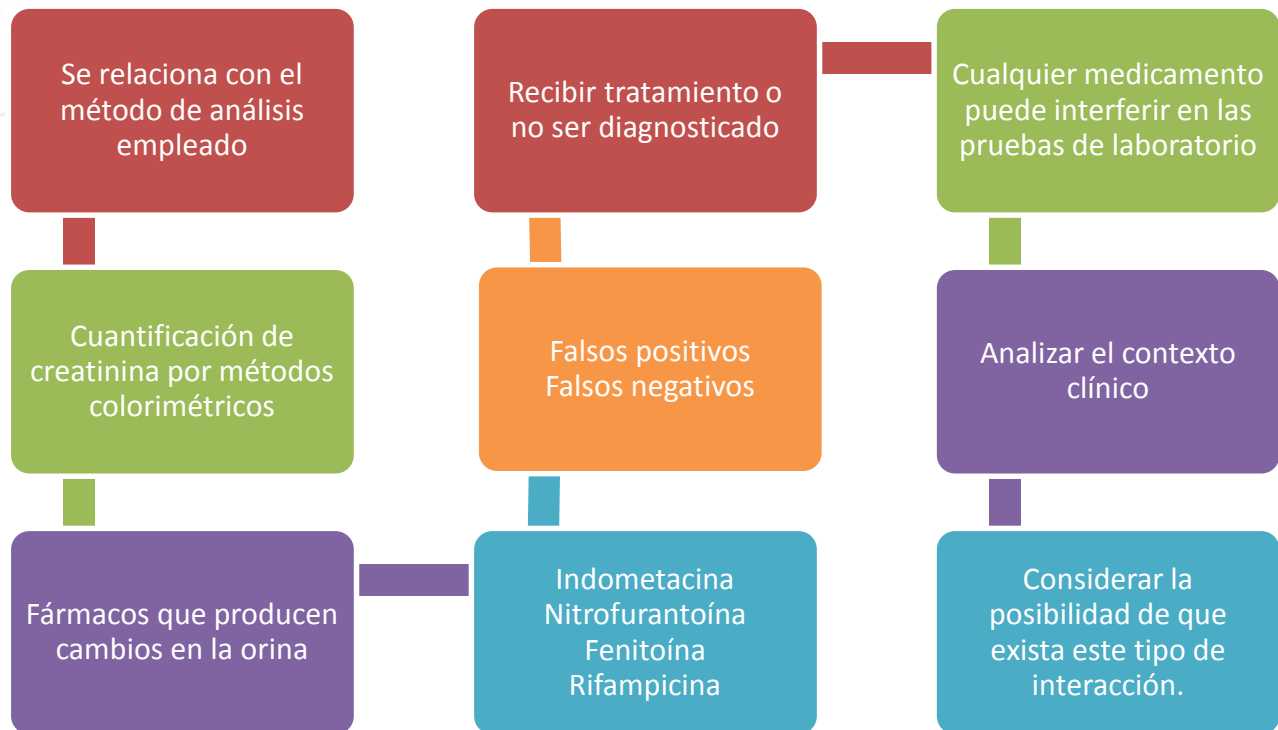 Se relaciona con el
método de análisis
empleado
Cuantificación de
creatinina por métodos
colorimétricos
Fármacos que producen
cambios en la orina
Indometacina
Nitrofurantoína
Fenitoína
Rifampicina
Falsos positivos
Falsos negativos
Recibir tratamiento o
no ser diagnosticado
Cualquier medicamento
puede interferir en las
pruebas de laboratorio
Analizar el contexto
clínico
Considerar la
posibilidad de que
exista este tipo de
interacción.